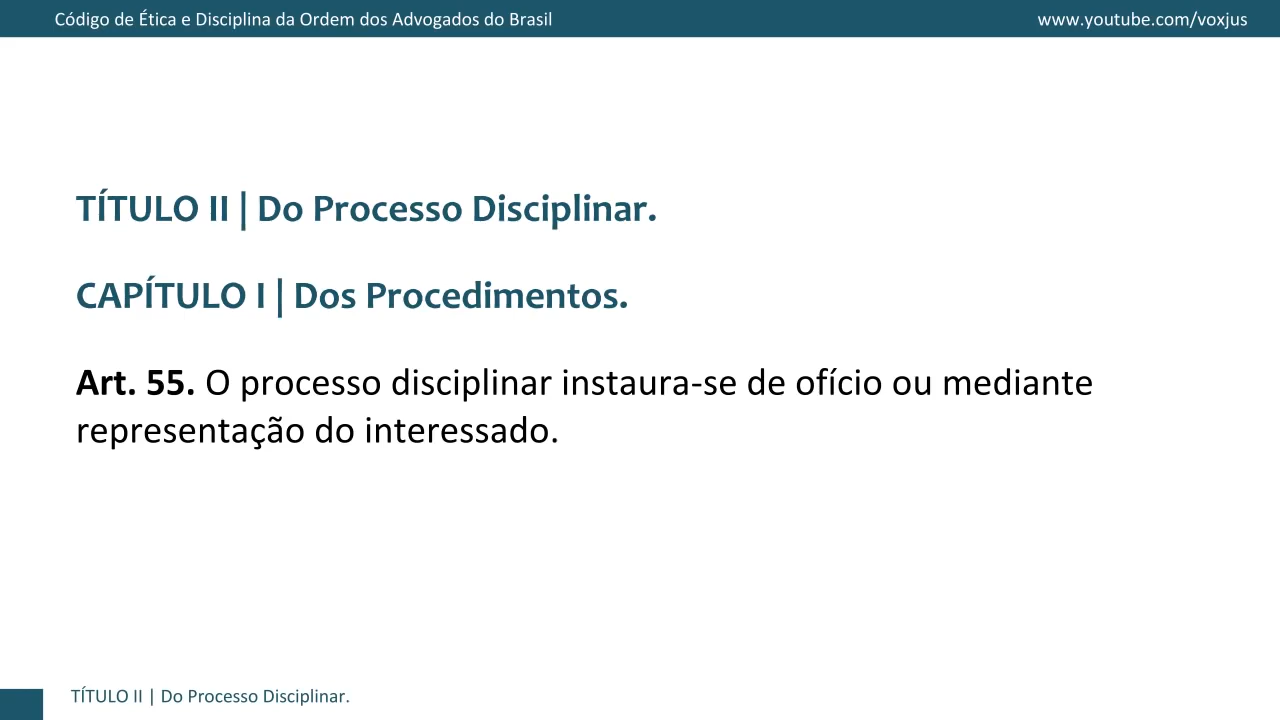 Código de Ética e Disciplina da Ordem dos Advogados do Brasil
www.youtube.com/voxjus
TÍTULO II | Do Processo Disciplinar.
CAPÍTULO I | Dos Procedimentos.
Art. 55. O processo disciplinar instaura-se de ofício ou mediante
representação do interessado.
TÍTULO II | Do Processo Disciplinar.